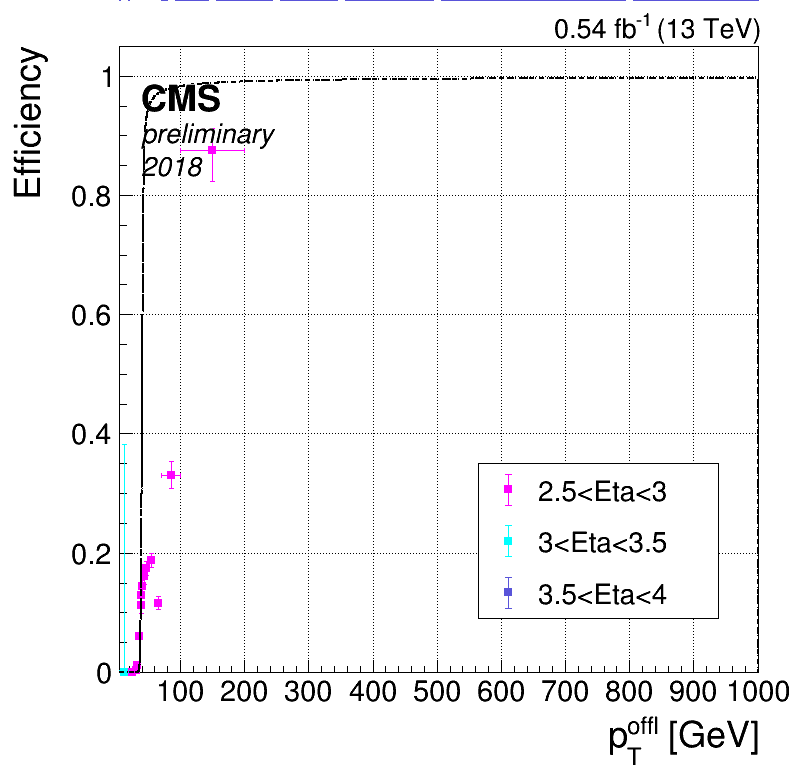 0.54 fb-1 (13 TeV)
Efficiency
CMS
preliminary
2018
1
0.8
0.6
0.4
0.2
0
2.5<Eta<3
3<Eta<3.5
3.5<Eta<4
100 200 300 400 500 600 700 800 900 1000
pToffl [GeV]